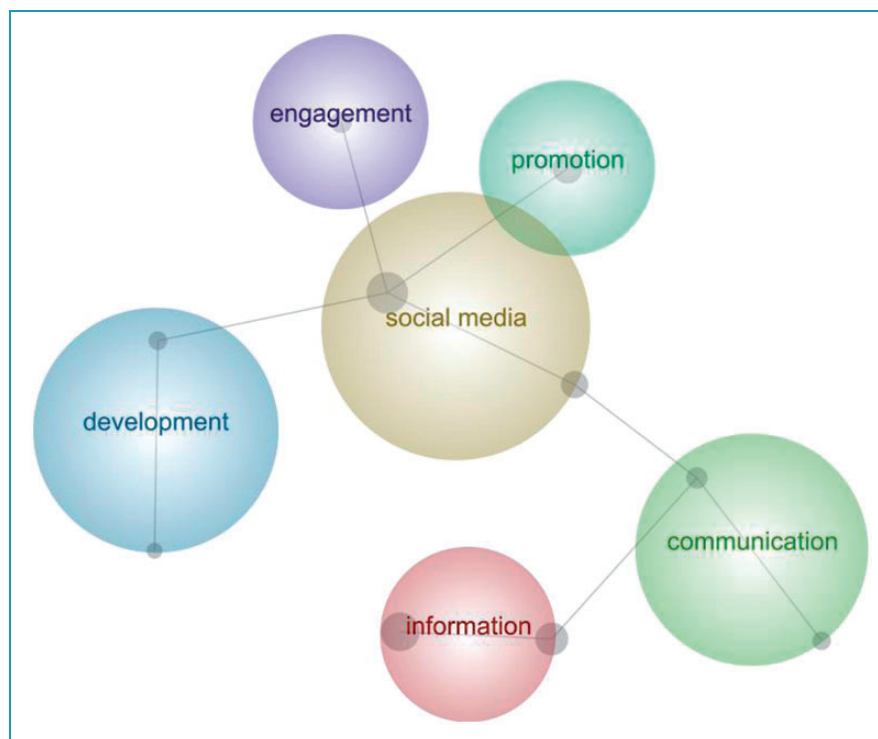 engagement
promotion
social media
development
communication
information